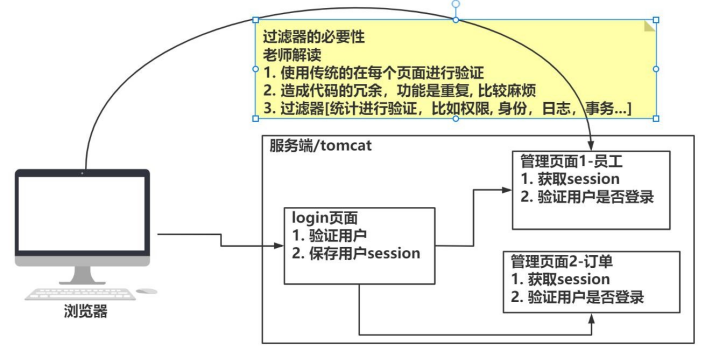 过滤器的必要性
老师解读
1. 使用传统的在每个页面进行验证
2. 造成代码的冗余，功能是重复, 比较麻烦
3. 过滤器[统计进行验证，比如权限, 身份，日志，事务...]
服务端/tomcat
管理页面1-员工
1. 获取session
2. 验证用户是否登录
login页面
1. 验证用户
2. 保存用户session
管理页面2-订单
1. 获取session
2. 验证用户是否登录
浏览器